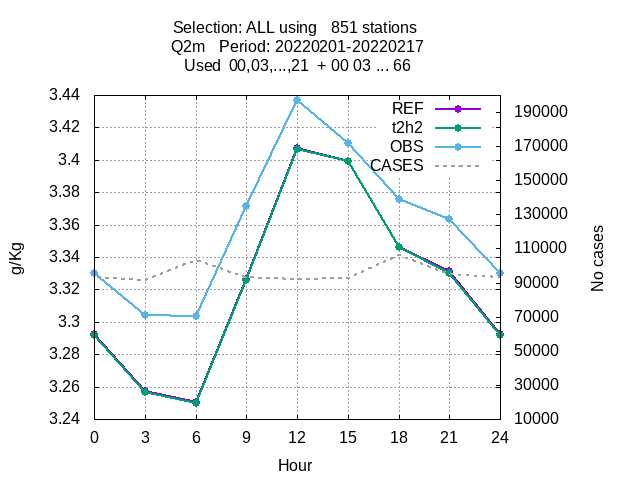 Selection: ALL using   851 stations
Q2m   Period: 20220201-20220217
Used  00,03,...,21  + 00 03 ... 66
3.44
3.42
3.4
3.38
3.36
3.34
3.32
3.3
3.28
3.26
3.24
g/Kg
REF
t2h2
OBS
CASES
190000
170000
150000
130000
110000
90000
70000
50000
30000
10000
No cases
0 3 6 9 12 15 18 21 24
Hour